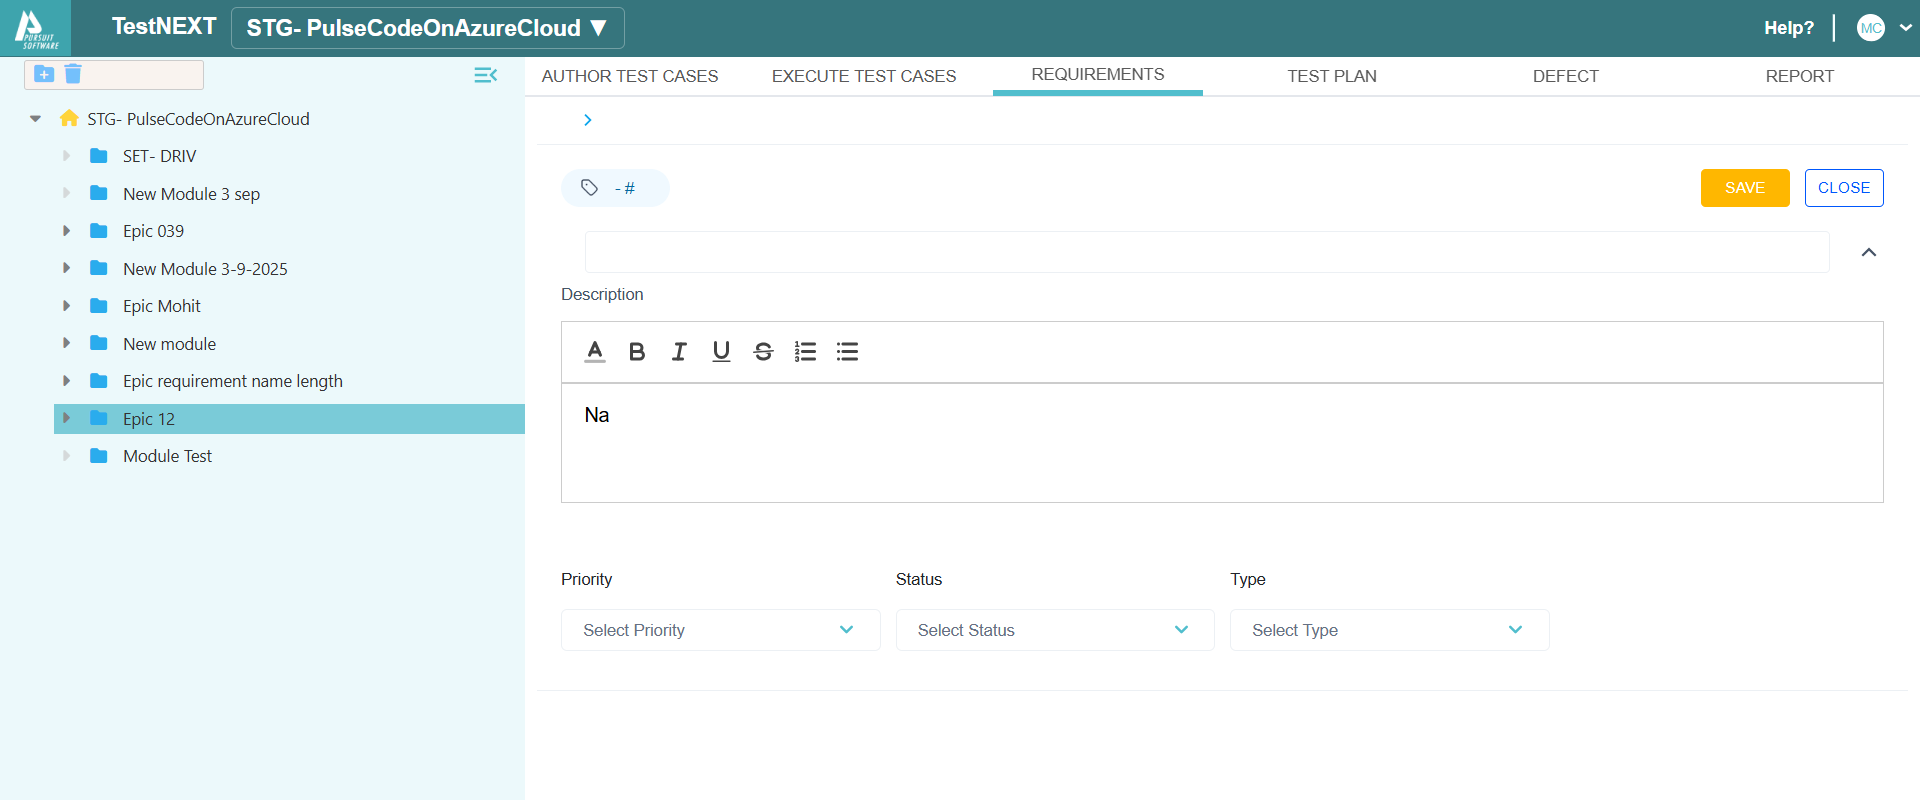 PURSUIT
SOFTWARE
TestNEXT
STG- PulseCodeOnAzureCloud ▼
Help?
MC
AUTHOR TEST CASES
EXECUTE TEST CASES
REQUIREMENTS
TEST PLAN
DEFECT
REPORT
STG- PulseCodeOnAzureCloud
SET- DRIV
New Module 3 sep
Epic 039
New Module 3-9-2025
Epic Mohit
New module
Epic requirement name length
Epic 12
Module Test
- #
SAVE
CLOSE
Description
Na
Priority
Status
Type
Select Priority
Select Status
Select Type